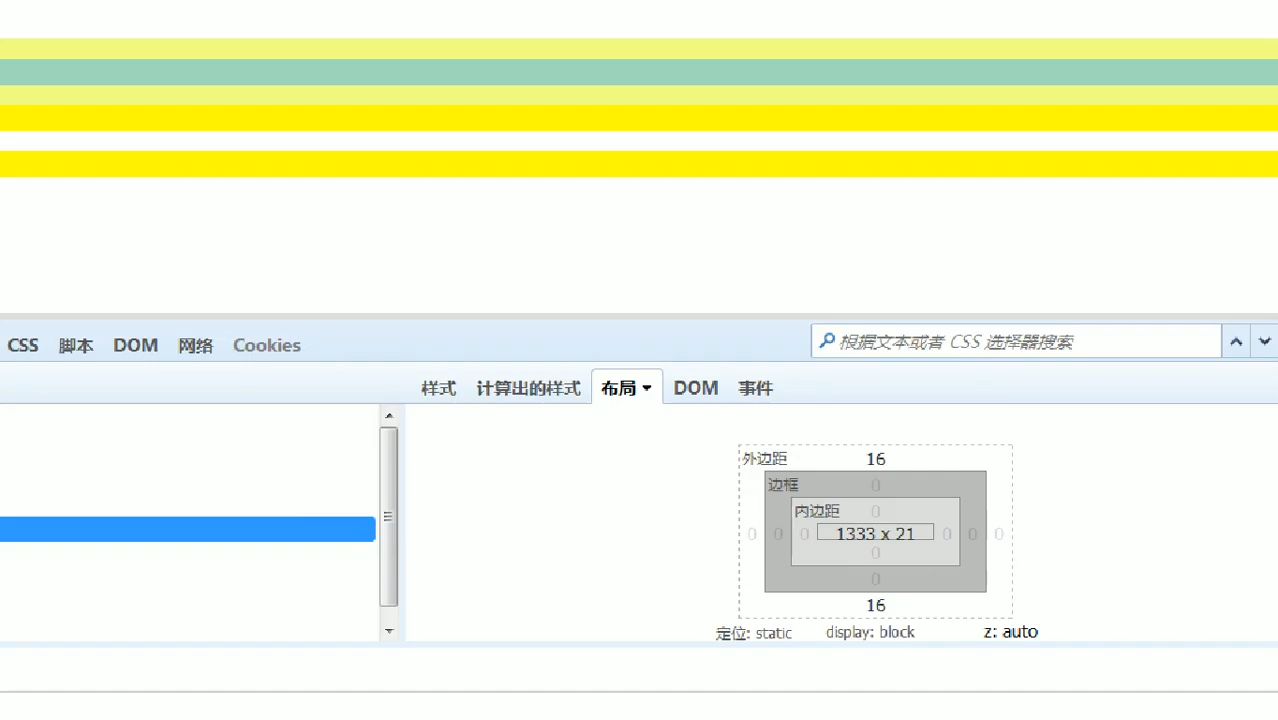 CSS 脚本 DOM 网络 Cookies 根据文本或者 CSS 选择器搜索
样式 计算出的样式 布局 DOM 事件
外边距 16
边框 0
内边距 0
0 0 0 1333 x 21 0 0 0
0
0
16
定位: static display: block z: auto